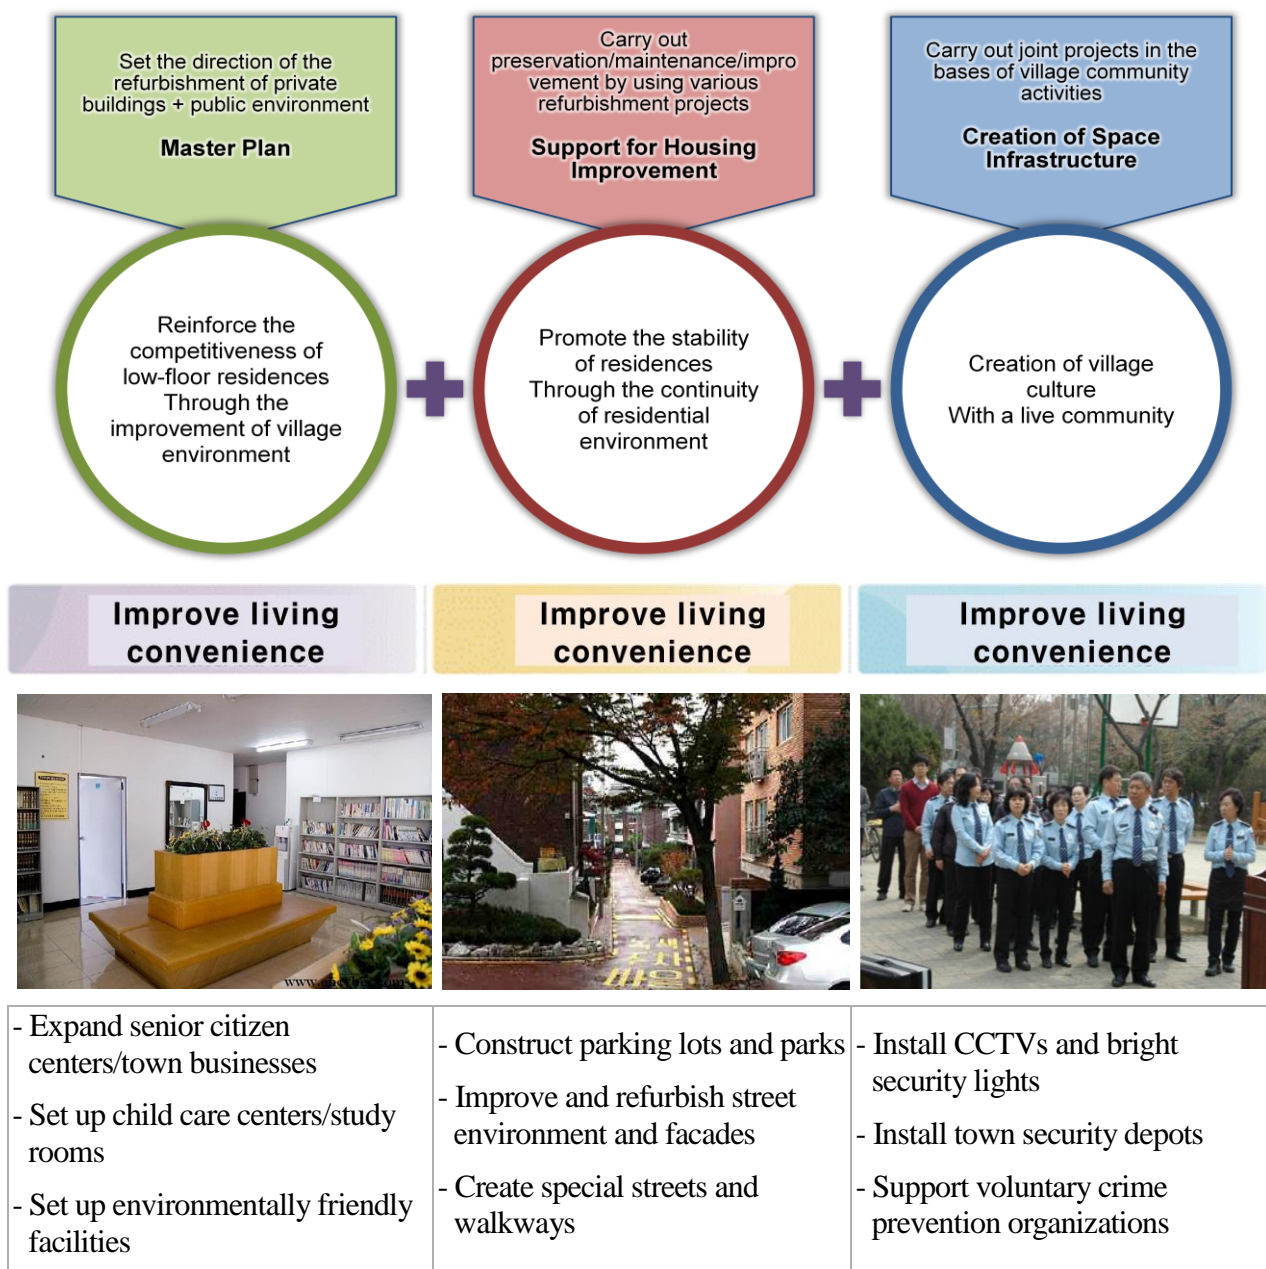 Set the direction of the
refurbishment of private
buildings + public environment
Master Plan
Carry out
preservation/maintenance/impro
vement by using various
refurbishment projects
Support for Housing
Improvement
Carry out joint projects in the
bases of village community
activities
Creation of Space
Infrastructure
Reinforce the
competitiveness of
low-floor residences
Through the
improvement of village
environment
Promote the stability
of residences
Through the continuity
of residential
environment
Creation of village
culture
With a live community
Improve living
convenience
Improve living
convenience
Improve living
convenience
- Expand senior citizen
centers/town businesses
- Set up child care centers/study
rooms
- Set up environmentally friendly
facilities
- Construct parking lots and parks
- Improve and refurbish street
environment and facades
- Create special streets and
walkways
- Install CCTVs and bright
security lights
- Install town security depots
- Support voluntary crime
prevention organizations